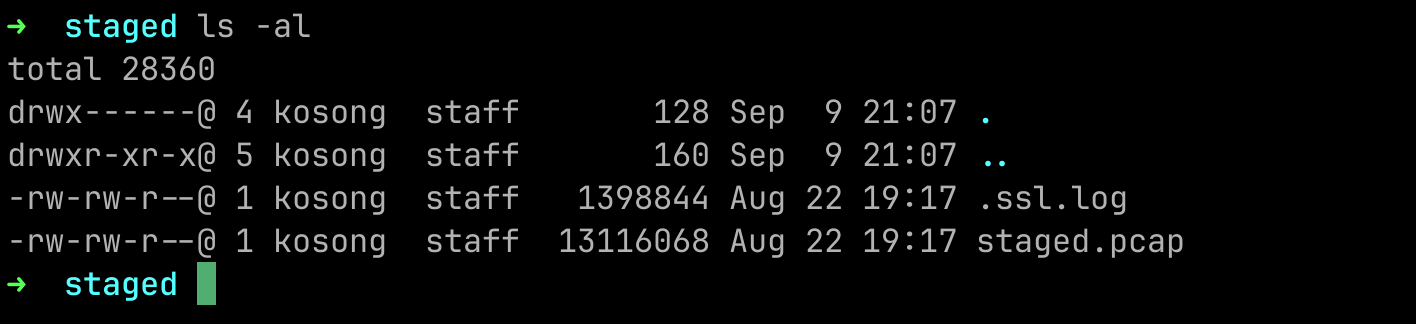 ➜  staged ls -al
total 28360
drwx------@ 4 kosong  staff       128 Sep  9 21:07 .
drwxr-xr-x@ 5 kosong  staff       160 Sep  9 21:07 ..
-rw-rw-r--@ 1 kosong  staff   1398844 Aug 22 19:17 .ssl.log
-rw-rw-r--@ 1 kosong  staff  13116068 Aug 22 19:17 staged.pcap
➜  staged